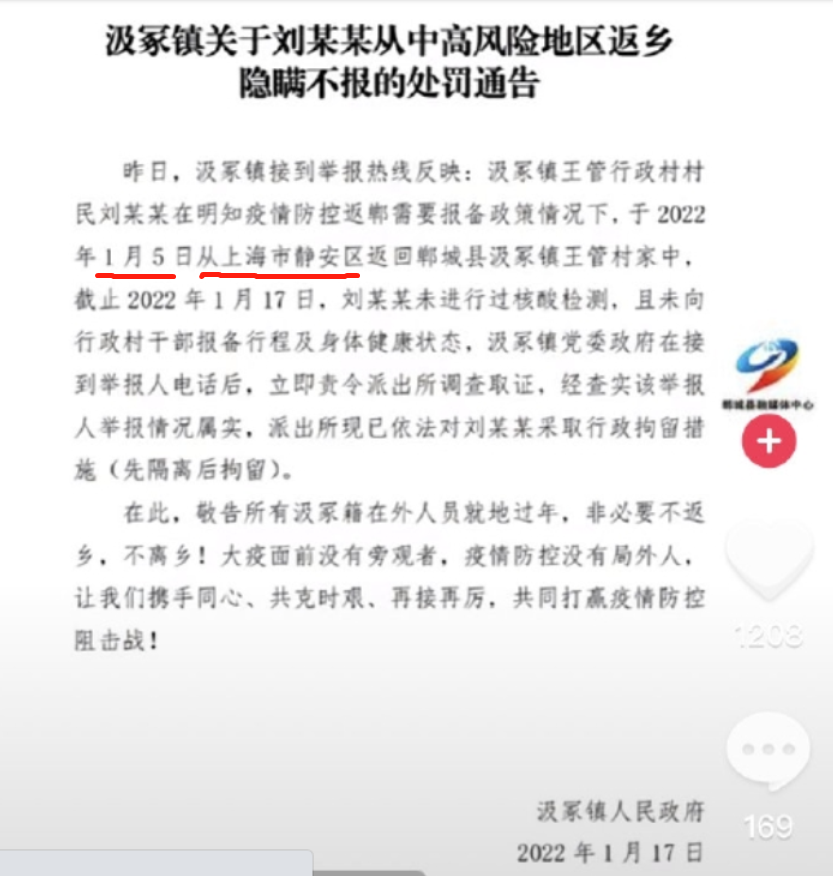 汲冢镇关于刘某某从中高风险地区返乡
隐瞒不报的处罚通告
昨日，汲冢镇接到举报热线反映：汲冢镇王管行政村村
民刘某某在明知疫情防控返郸需要报备政策情况下，于 2022
年 1 月 5 日从上海市静安区返回郸城县汲冢镇王管村家中，
截止 2022 年 1 月 17 日，刘某某未进行过核酸检测，且未向
行政村干部报备行程及身体健康状态，汲冢镇党委政府在接
到举报人电话后，立即责令派出所调查取证，经查实该举报
人举报情况属实，派出所现已依法对刘某某采取行政拘留措
施（先隔离后拘留）。
在此，敬告所有汲冢籍在外人员就地过年，非必要不返
乡，不离乡！大疫面前没有旁观者，疫情防控没有局外人，
让我们携手同心、共克时艰、再接再厉，共同打赢疫情防控
阻击战！
汲冢镇人民政府
2022 年 1 月 17 日
郸城县融媒体中心
1208
169